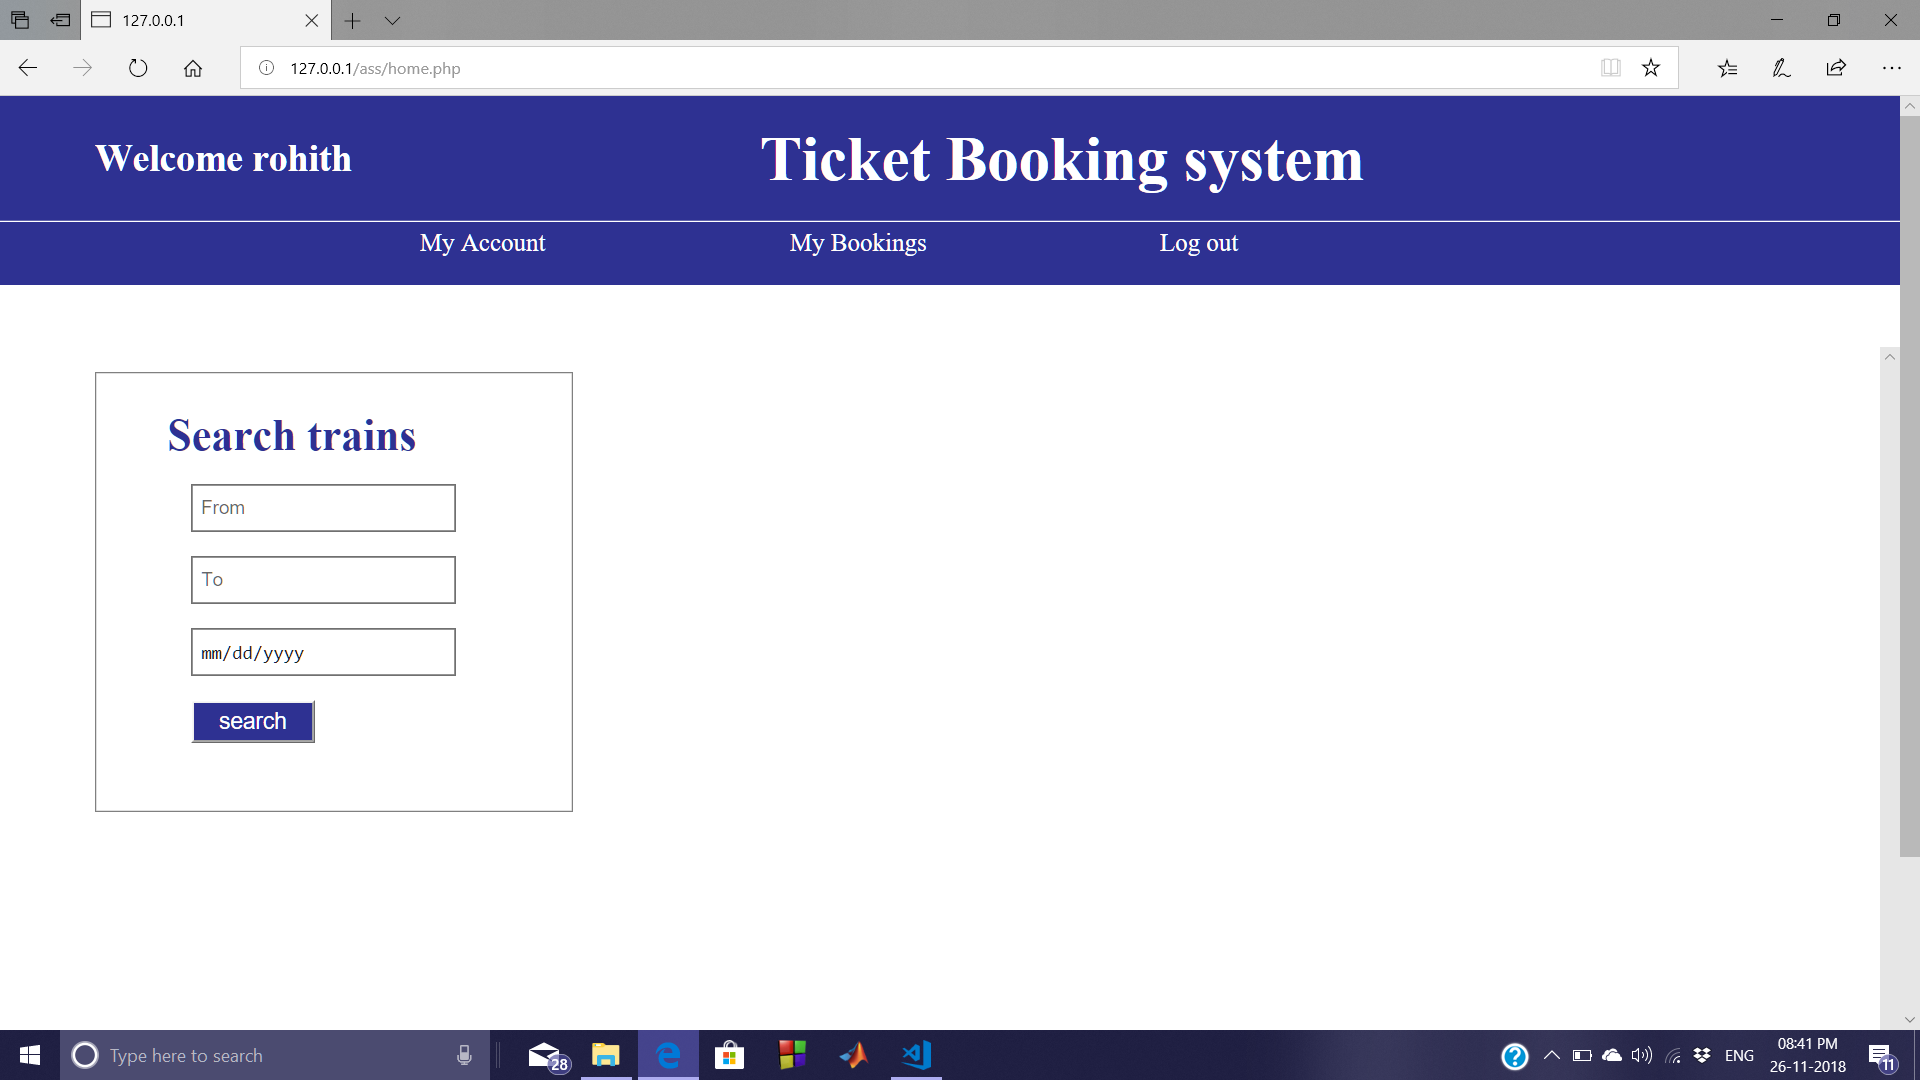 127.0.0.1
127.0.0.1/ass/home.php
Welcome rohith
Ticket Booking system
My Account
My Bookings
Log out
Search trains
From
To
mm/dd/yyyy
search
Type here to search
28
ENG
08:41 PM
26-11-2018
11